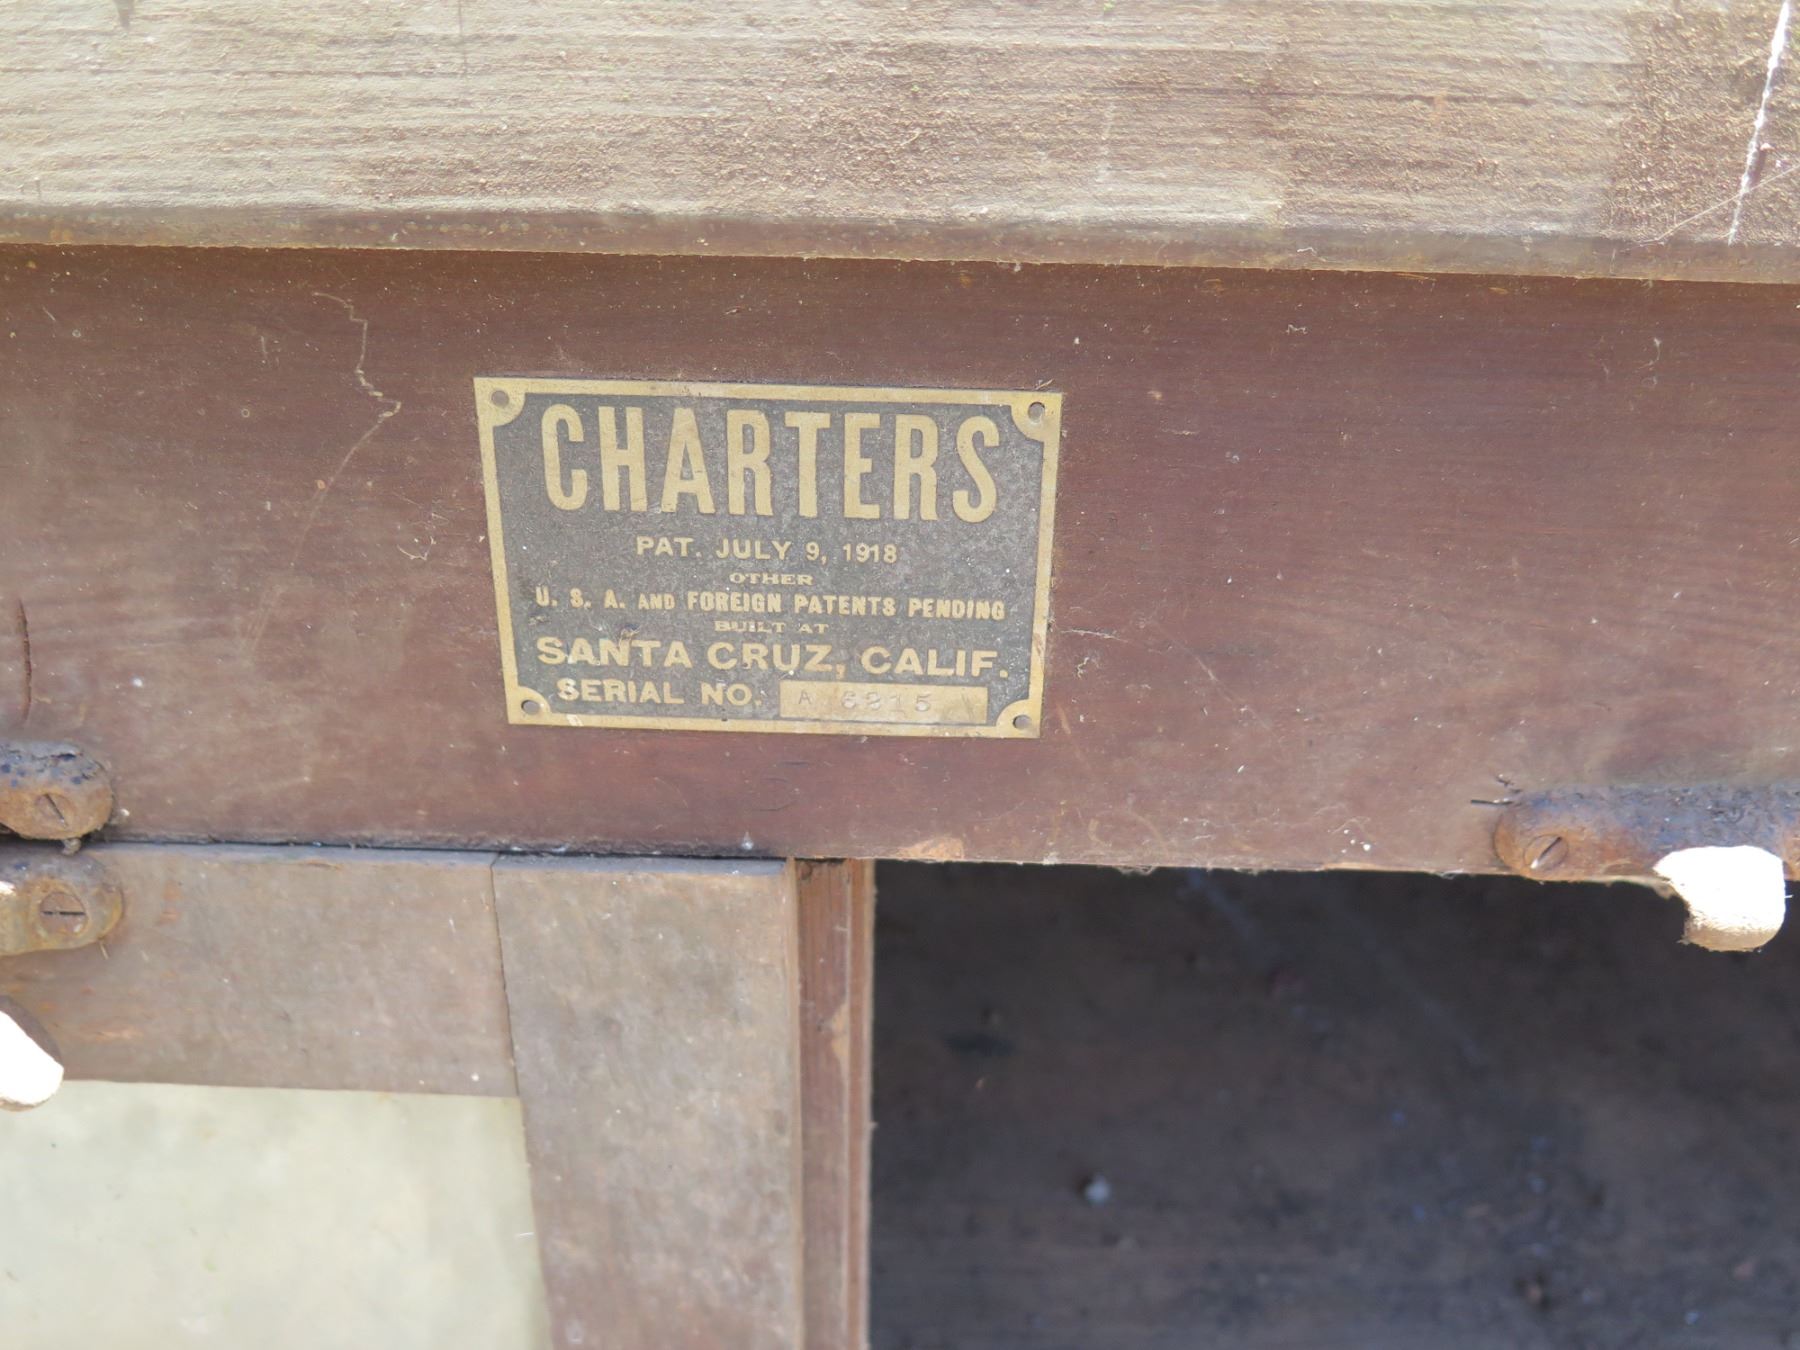 CHARTERS
PAT. JULY 9, 1918
OTHER
U. S. A. AND FOREIGN PATENTS PENDING
BUILT AT
SANTA CRUZ, CALIF.
SERIAL NO. A